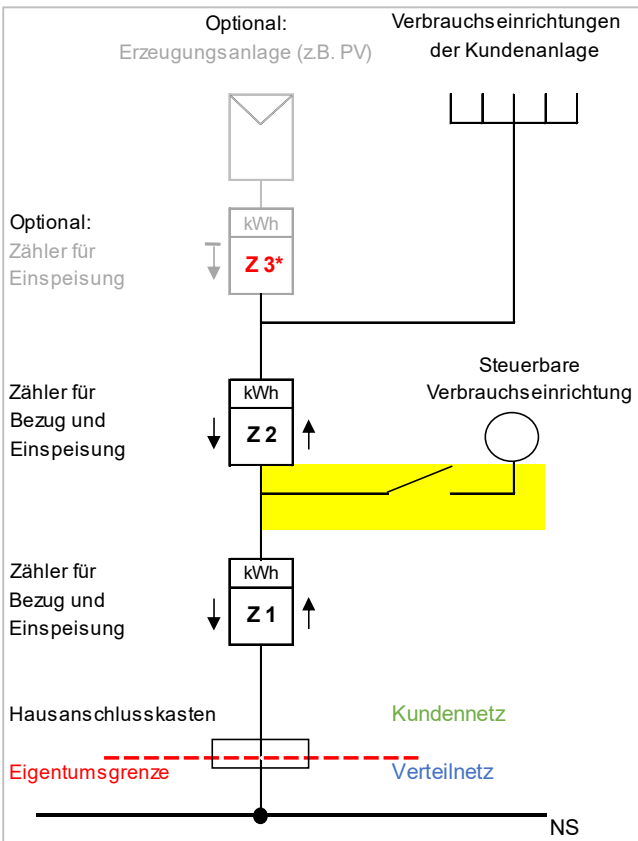 Optional:
Erzeugungsanlage (z.B. PV)
Verbrauchseinrichtungen
der Kundenanlage
Optional:
Zähler für
Einspeisung
kWh
Z 3*
Zähler für
Bezug und
Einspeisung
kWh
Z 2
Steuerbare
Verbrauchseinrichtung
Zähler für
Bezug und
Einspeisung
kWh
Z 1
Hausanschlusskasten
Kundennetz
Eigentumsgrenze
Verteilnetz
NS